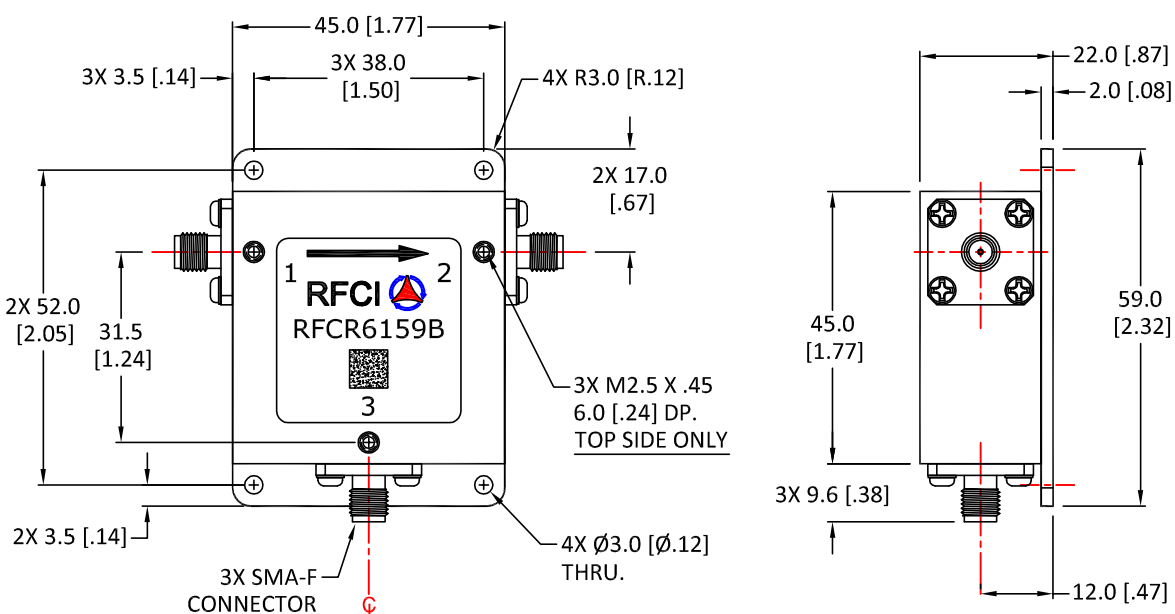 45.0 [1.77]
3X 3.5 [.14]
3X 38.0
[1.50]
4X R3.0 [R.12]
2X 17.0
[.67]
2X 52.0
[2.05]
31.5
[1.24]
1
2
RFCI
RFCR6159B
3
3X M2.5 X .45
6.0 [.24] DP.
TOP SIDE ONLY
2X 3.5 [.14]
3X SMA-F
CONNECTOR
℄
4X Ø3.0 [Ø.12]
THRU.
22.0 [.87]
2.0 [.08]
45.0
[1.77]
59.0
[2.32]
3X 9.6 [.38]
12.0 [.47]